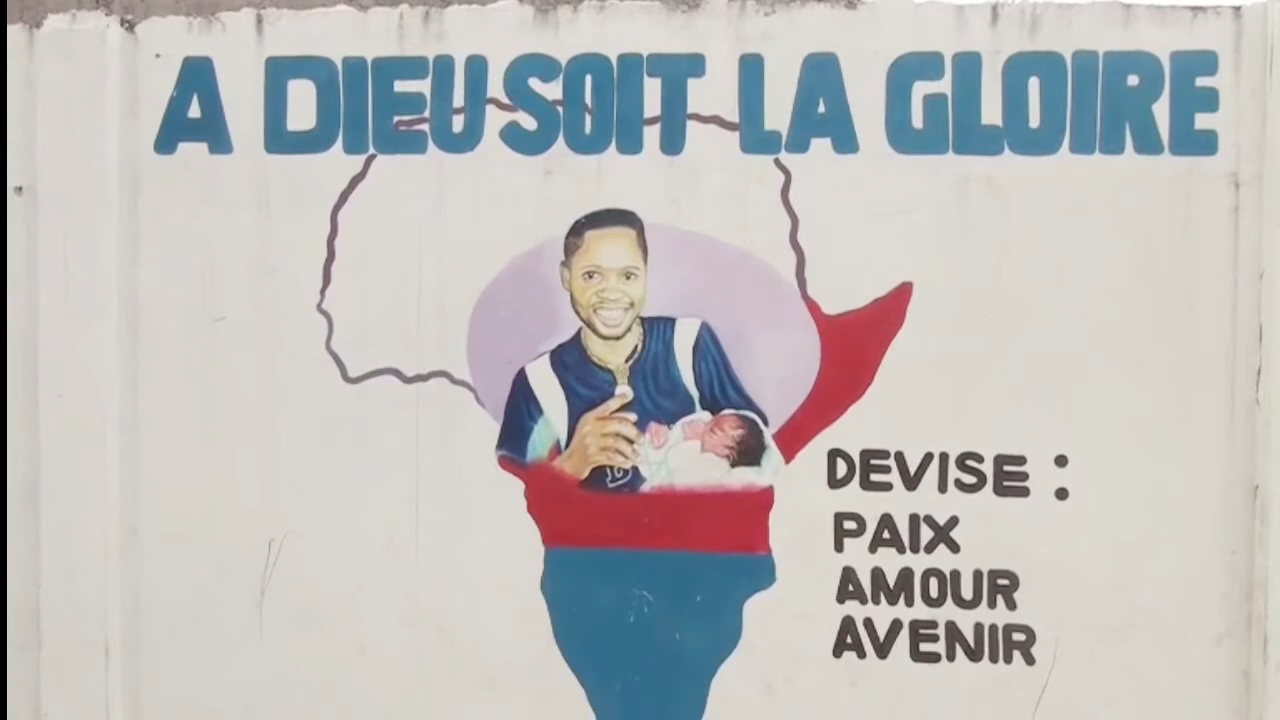 A DIEU SOIT LA GLOIRE
DEVISE :
PAIX
AMOUR
AVENIR